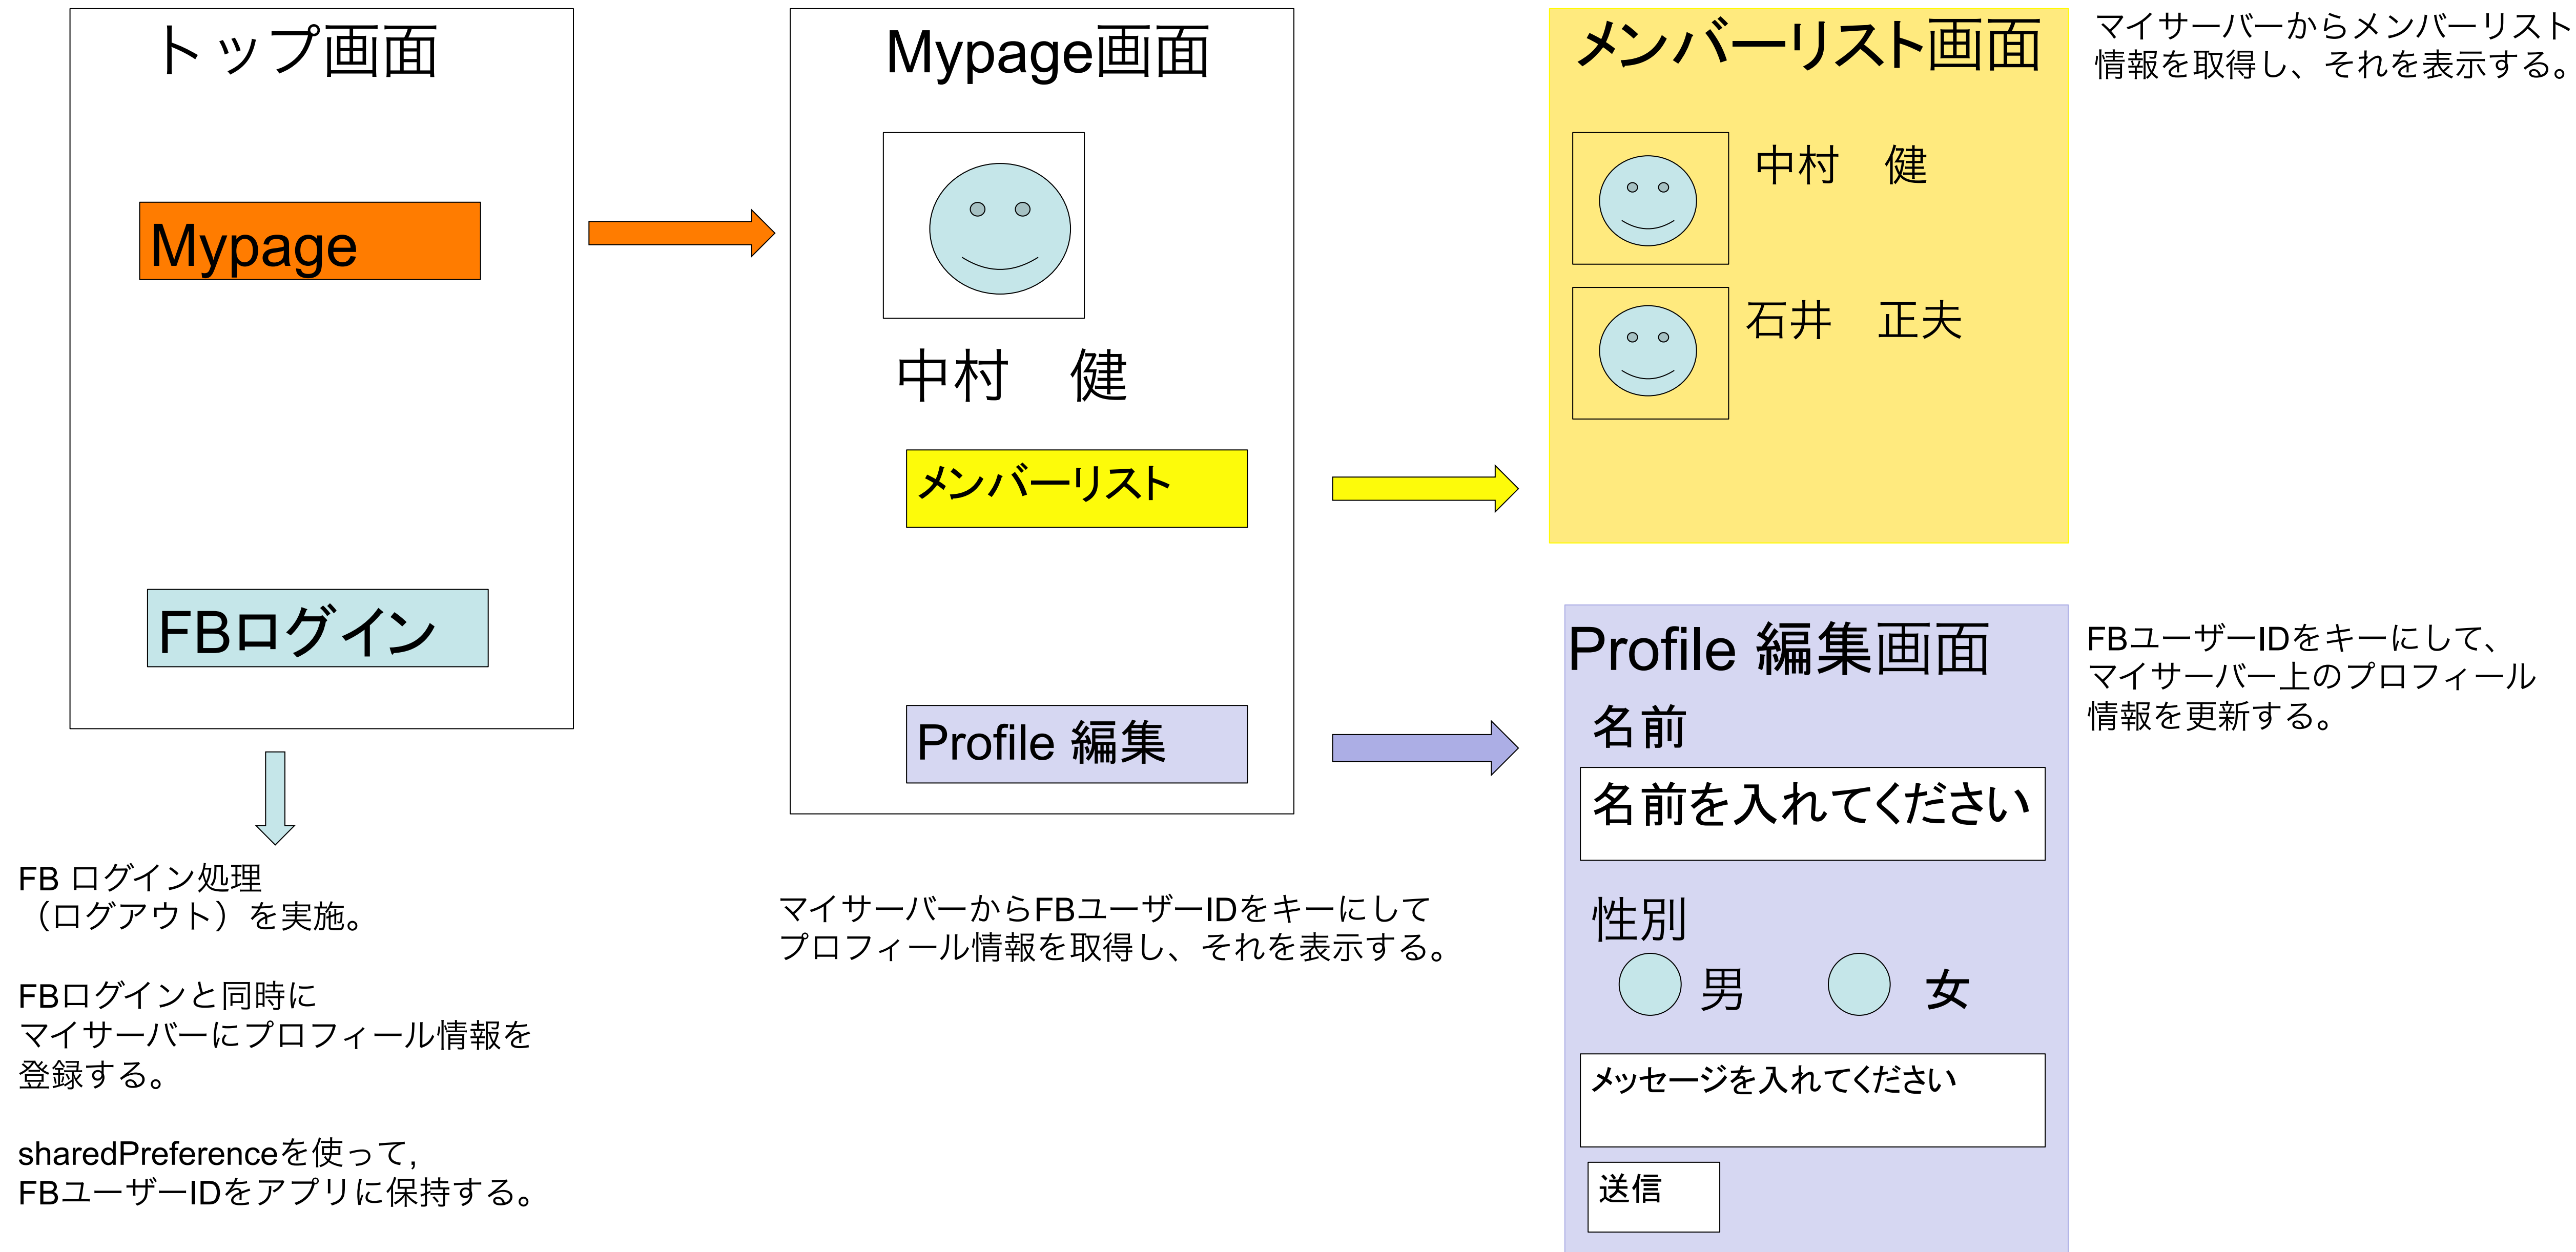 トップ画面
Mypage
FBログイン
FB ログイン処理
（ログアウト）を実施。
FBログインと同時に
マイサーバーにプロフィール情報を
登録する。
sharedPreferenceを使って,
FBユーザーIDをアプリに保持する。
Mypage画面
中村　健
メンバーリスト
Profile 編集
マイサーバーからFBユーザーIDをキーにして
プロフィール情報を取得し、それを表示する。
メンバーリスト画面
中村　健
石井　正夫
マイサーバーからメンバーリスト
情報を取得し、それを表示する。
Profile 編集画面
名前
名前を入れてください
性別
男　女
メッセージを入れてください
送信
FBユーザーIDをキーにして、
マイサーバー上のプロフィール
情報を更新する。